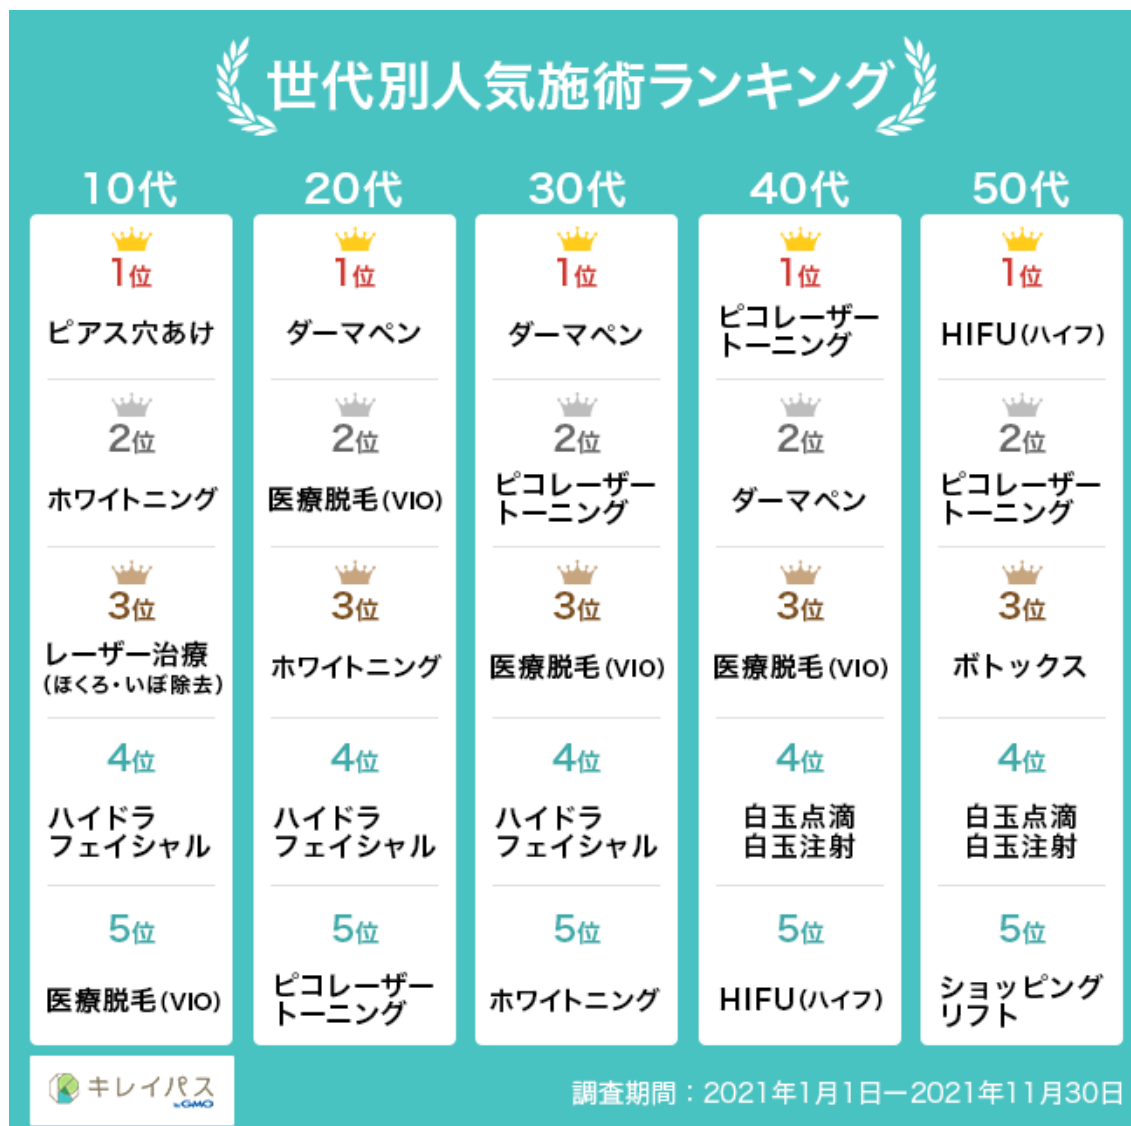 世代別人気施術ランキング
10代
1位
ピアス穴あけ
2位
ホワイトニング
3位
レーザー治療
(ほくろ・いぼ除去)
4位
ハイドラ
フェイシャル
5位
医療脱毛(VIO)
20代
1位
ダーマペン
2位
医療脱毛(VIO)
3位
ホワイトニング
4位
ハイドラ
フェイシャル
5位
ピコレーザー
トーニング
30代
1位
ダーマペン
2位
ピコレーザー
トーニング
3位
医療脱毛(VIO)
4位
ハイドラ
フェイシャル
5位
ホワイトニング
40代
1位
ピコレーザー
トーニング
2位
ダーマペン
3位
医療脱毛(VIO)
4位
白玉点滴
白玉注射
5位
HIFU(ハイフ)
50代
1位
HIFU(ハイフ)
2位
ピコレーザー
トーニング
3位
ボトックス
4位
白玉点滴
白玉注射
5位
ショッピング
リフト
キレイパス
by GMO
調査期間：2021年1月1日ー2021年11月30日